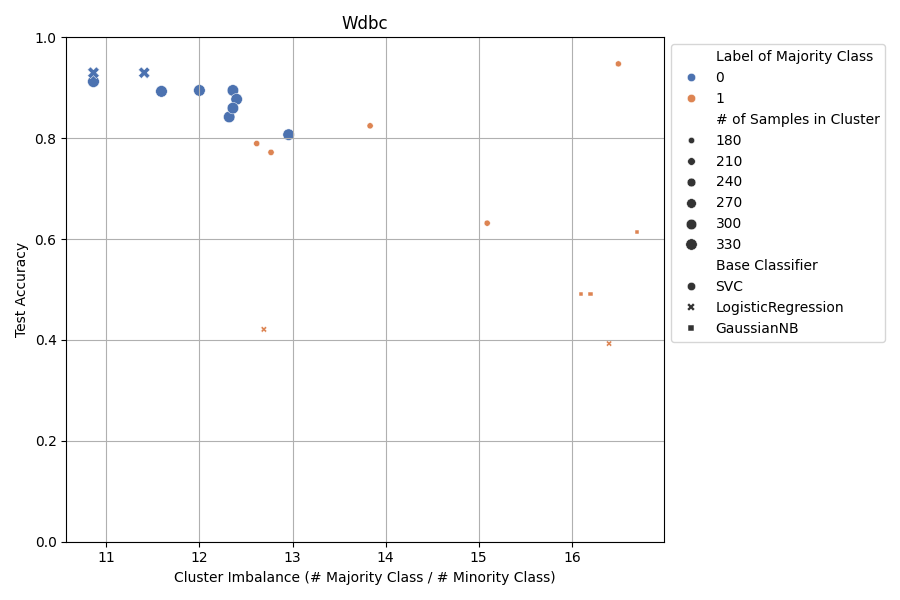 Wdbc
1.0
0.8
0.6
0.4
0.2
0.0
Test Accuracy
11 12 13 14 15 16
Cluster Imbalance (# Majority Class / # Minority Class)
Label of Majority Class
0
1
# of Samples in Cluster
180
210
240
270
300
330
Base Classifier
SVC
LogisticRegression
GaussianNB